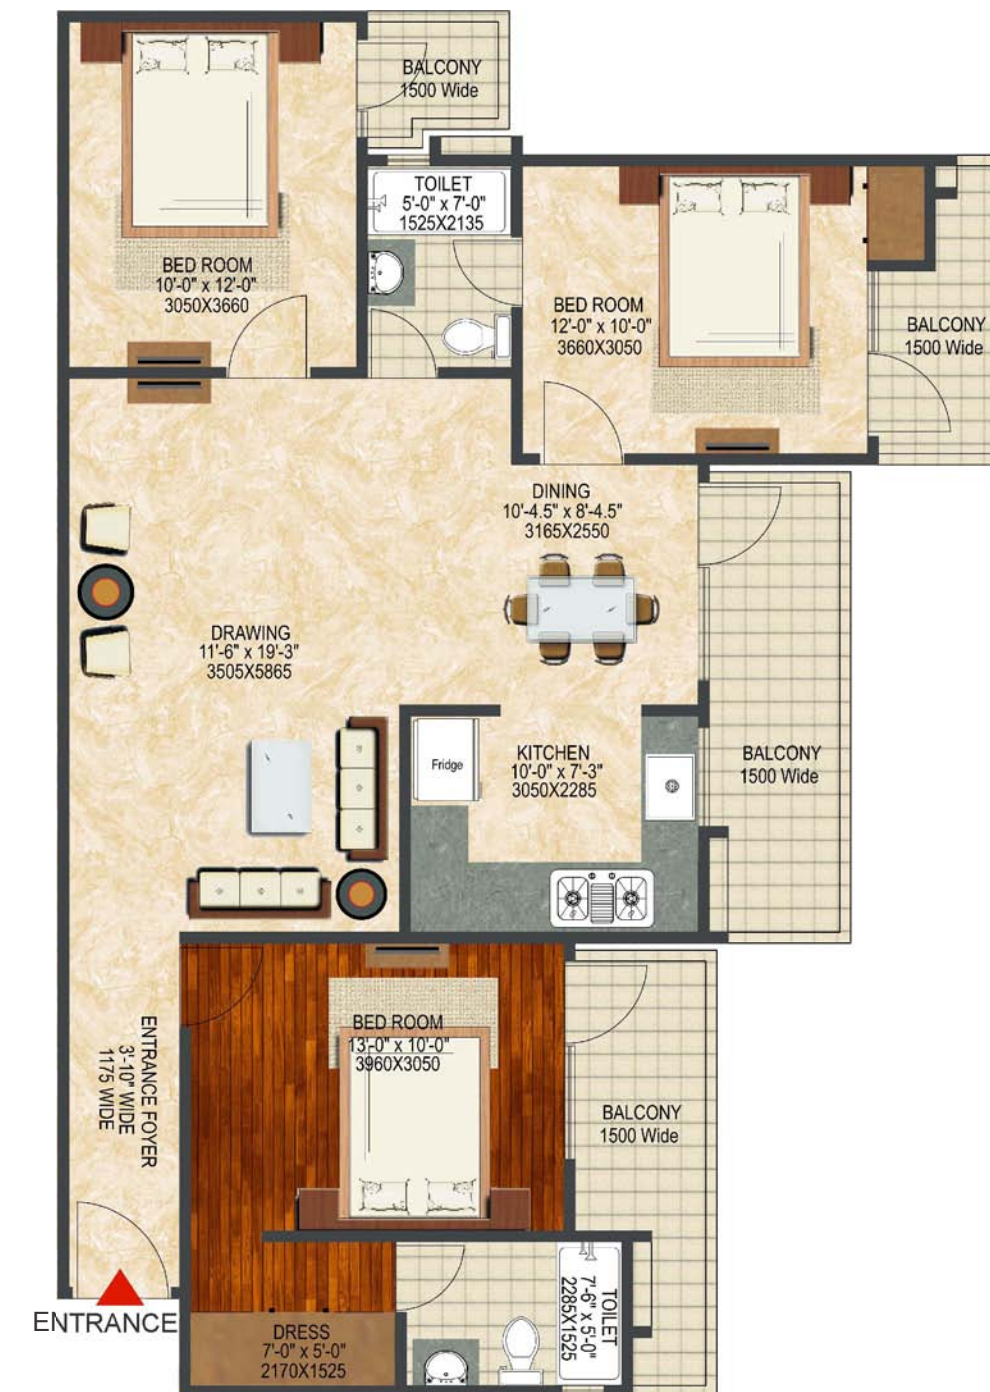 BALCONY
1500 Wide
TOILET
5'-0" x 7'-0"
1525X2135
BED ROOM
10'-0" x 12'-0"
3050X3660
BED ROOM
12'-0" x 10'-0"
3660X3050
BALCONY
1500 Wide
DINING
10'-4.5" x 8'-4.5"
3165X2550
DRAWING
11'-6" x 19'-3"
3505X5865
Fridge
KITCHEN
10'-0" x 7'-3"
3050X2285
BALCONY
1500 Wide
BED ROOM
13'-0" x 10'-0"
3960X3050
ENTRANCE FOYER
3'-10" WIDE
1175 WIDE
BALCONY
1500 Wide
ENTRANCE
DRESS
7'-0" x 5'-0"
2170X1525
TOILET
7'-6" x 5'-0"
2285X1525